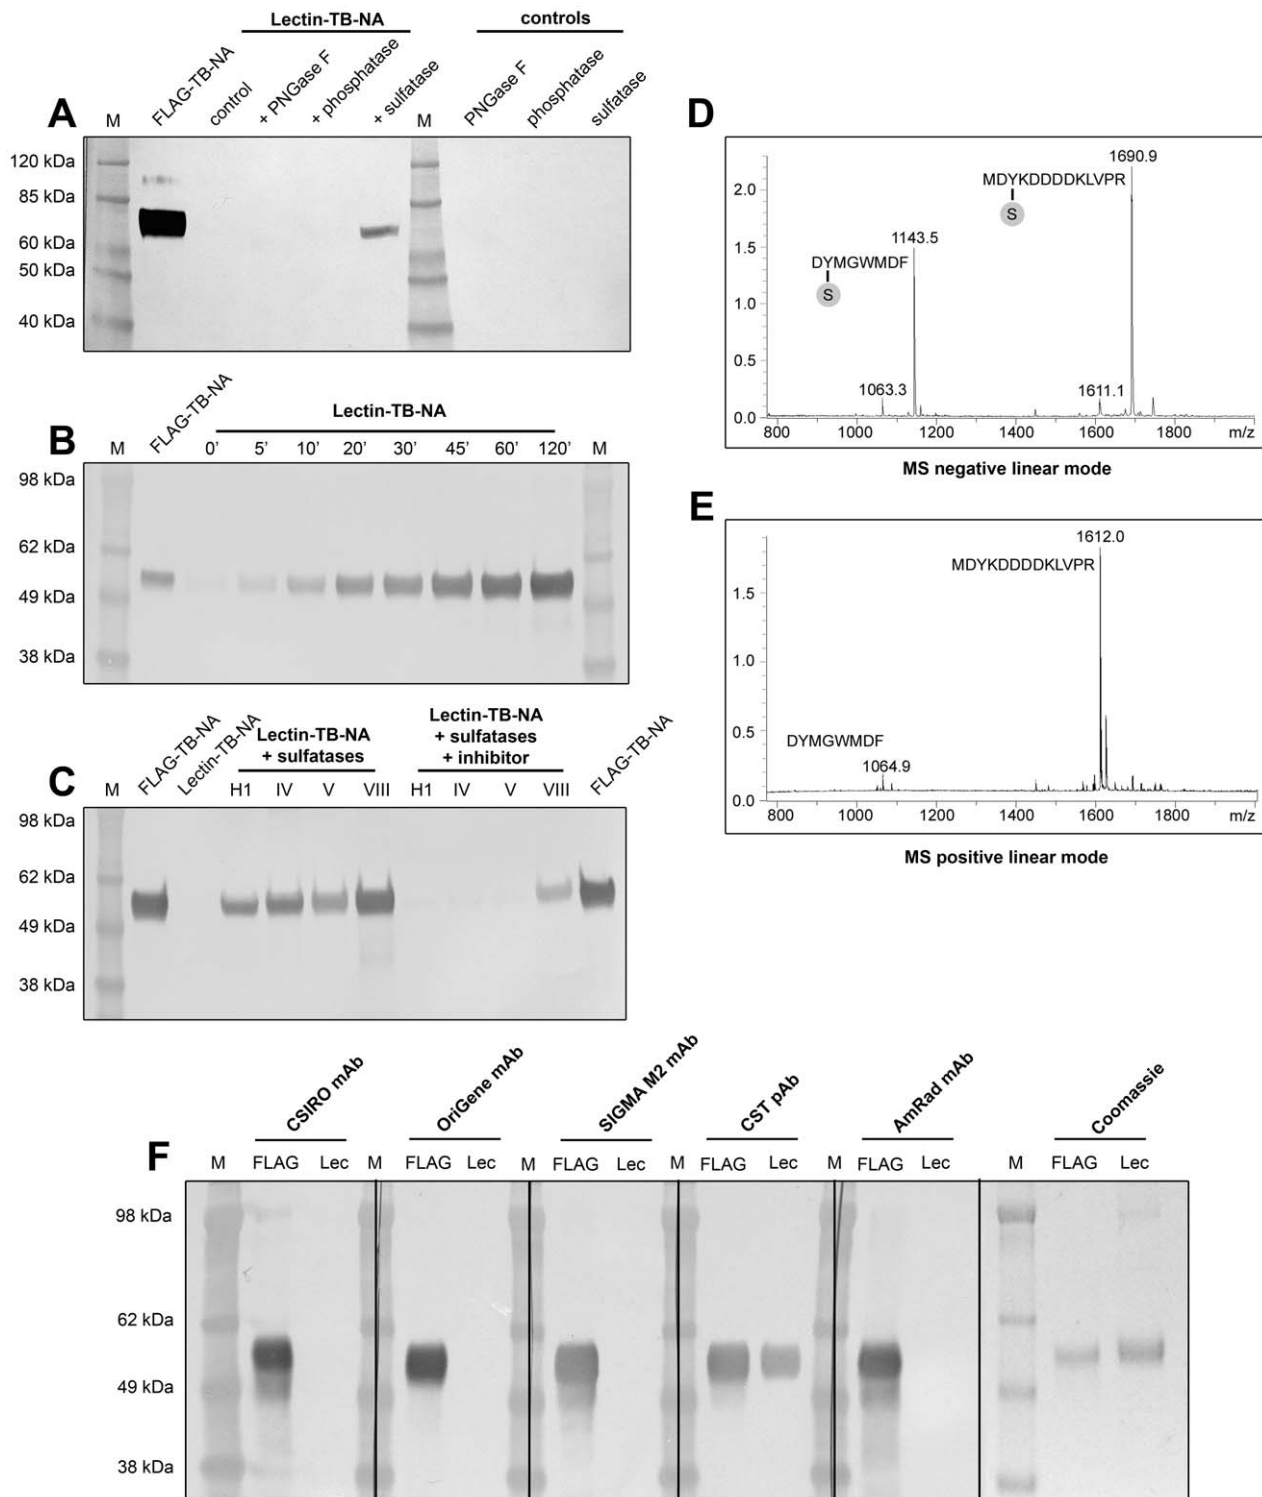 A
Lectin-TB-NA
controls
M
FLAG-TB-NA
control
+ PNGase F
+ phosphatase
+ sulfatase
M
PNGase F
phosphatase
sulfatase
120 kDa
85 kDa
60 kDa
50 kDa
40 kDa
B
M
FLAG-TB-NA
Lectin-TB-NA
0' 5' 10' 20' 30' 45' 60' 120'
M
98 kDa
62 kDa
49 kDa
38 kDa
C
M
FLAG-TB-NA
Lectin-TB-NA
Lectin-TB-NA
+ sulfatases
H1 IV V VIII
Lectin-TB-NA
+ sulfatases
+ inhibitor
H1 IV V VIII
FLAG-TB-NA
98 kDa
62 kDa
49 kDa
38 kDa
D
1690.9
MDYKDDDDKLVPR
S
1143.5
DYMGWMDF
S
1063.3
1611.1
2.0
1.5
1.0
0.5
0.0
800 1000 1200 1400 1600 1800 m/z
MS negative linear mode
E
1612.0
MDYKDDDDKLVPR
DYMGWMDF
1064.9
1.5
1.0
0.5
0.0
800 1000 1200 1400 1600 1800 m/z
MS positive linear mode
F
CSIRO mAb
OriGene mAb
SIGMA M2 mAb
CST pAb
AmRad mAb
Coomassie
M FLAG Lec M FLAG Lec M FLAG Lec M FLAG Lec M FLAG Lec M FLAG Lec
98 kDa
62 kDa
49 kDa
38 kDa